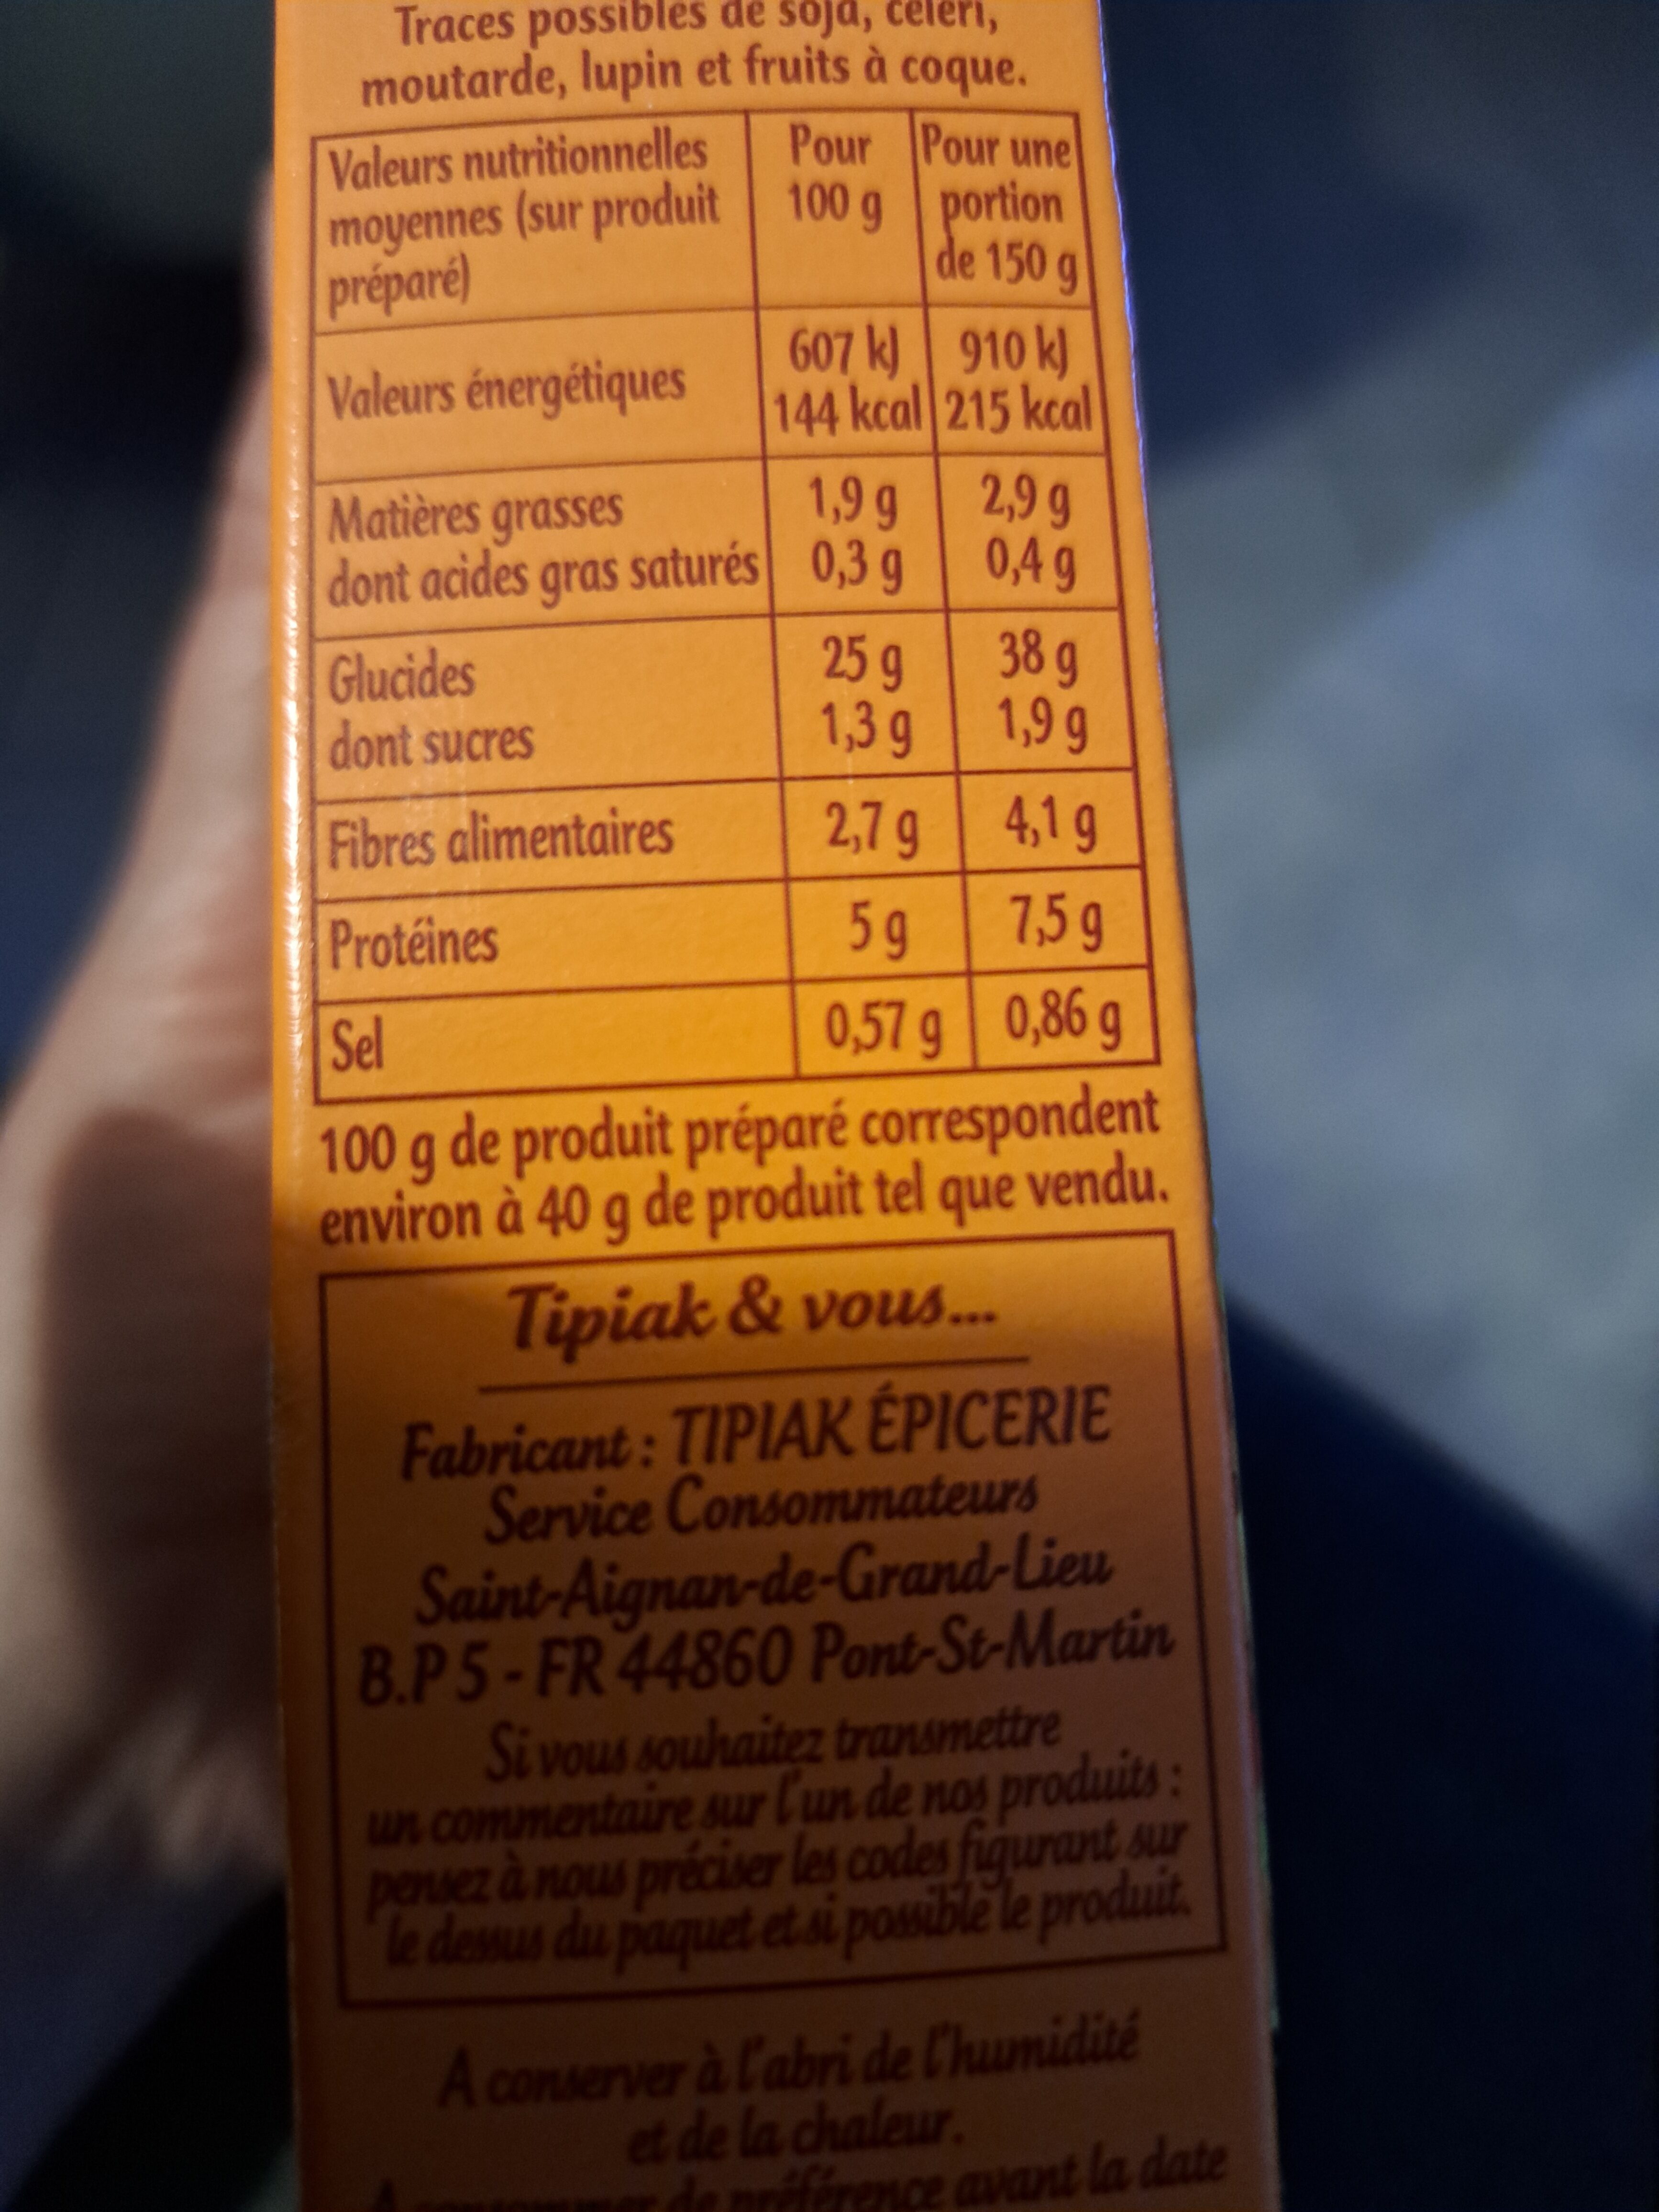 Traces possibles de soja, céleri,
moutarde, lupin et fruits à coque.
Valeurs nutritionnelles moyennes (sur produit préparé) Pour 100 g Pour une portion de 150 g
Valeurs énergétiques 607 kJ 910 kJ
144 kcal 215 kcal
Matières grasses 1,9 g 2,9 g
dont acides gras saturés 0,3 g 0,4 g
Glucides 25 g 38 g
dont sucres 1,3 g 1,9 g
Fibres alimentaires 2,7 g 4,1 g
Protéines 5 g 7,5 g
Sel 0,57 g 0,86 g
100 g de produit préparé correspondent
environ à 40 g de produit tel que vendu.
Tipiak & vous...
Fabricant : TIPIAK ÉPICERIE
Service Consommateurs
Saint-Aignan-de-Grand-Lieu
B.P 5 - FR 44860 Pont-St-Martin
Si vous souhaitez transmettre
un commentaire sur l'un de nos produits :
pensez à nous préciser les codes figurant sur
le dessus du paquet et si possible le produit.
A conserver à l'abri de l'humidité
et de la chaleur.
A consommer de préférence avant la date